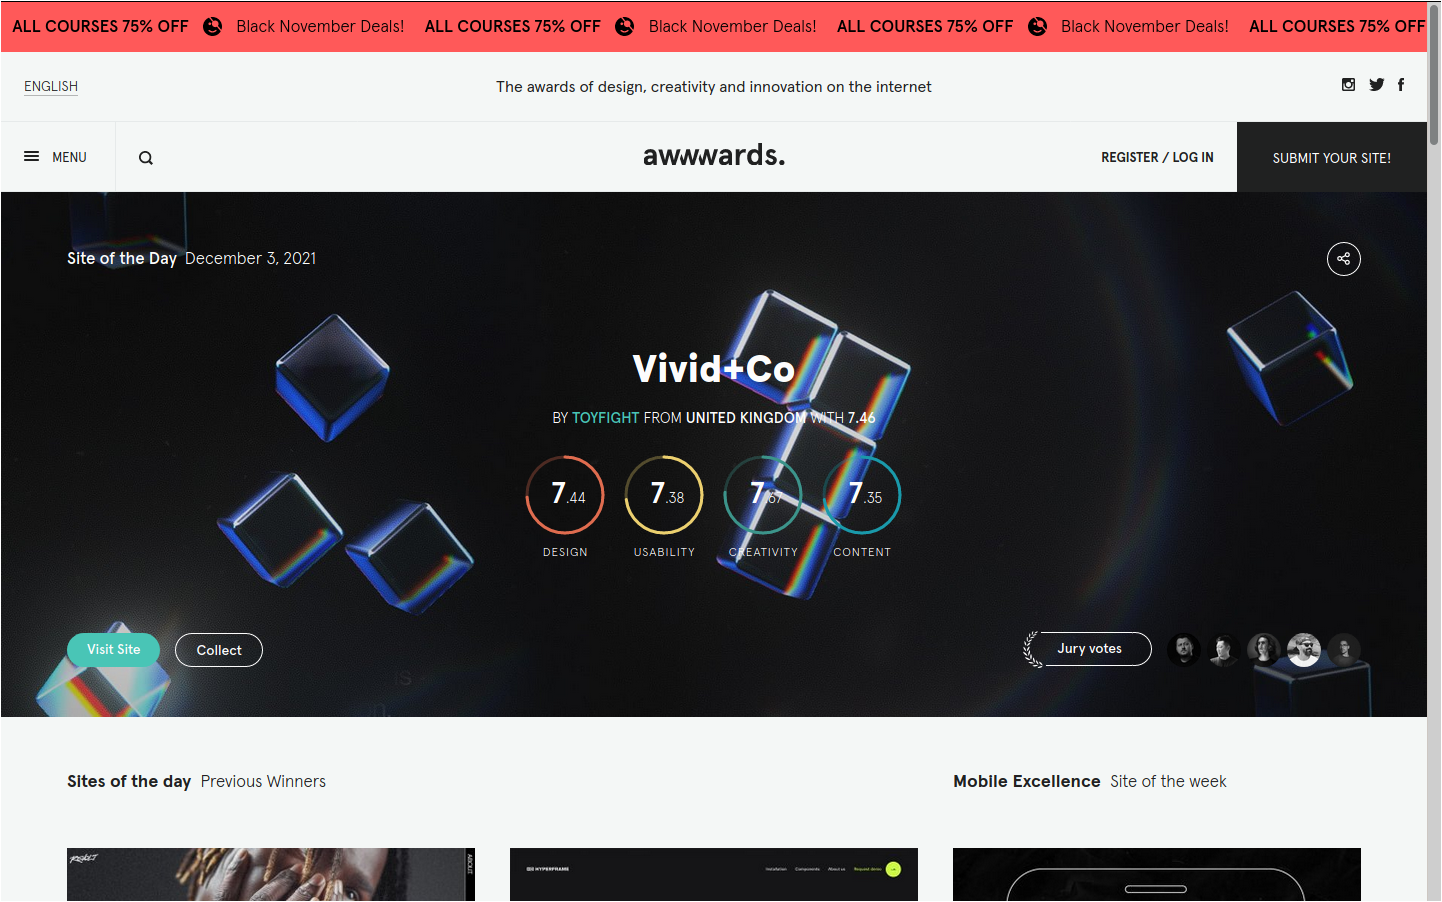 ALL COURSES 75% OFF Black November Deals! ALL COURSES 75% OFF Black November Deals! ALL COURSES 75% OFF Black November Deals! ALL COURSES 75% OFF
ENGLISH
The awards of design, creativity and innovation on the internet
MENU
awwwards.
REGISTER / LOG IN
SUBMIT YOUR SITE!
Site of the Day December 3, 2021
Vivid+Co
BY TOYFIGHT FROM UNITED KINGDOM WITH 7.46
7.44 7.38 7.67 7.35
DESIGN USABILITY CREATIVITY CONTENT
Visit Site
Collect
Jury votes
is
Sites of the day Previous Winners
Mobile Excellence Site of the week
ABOUT
HYPERFRAME
Installation Components About us Request demo